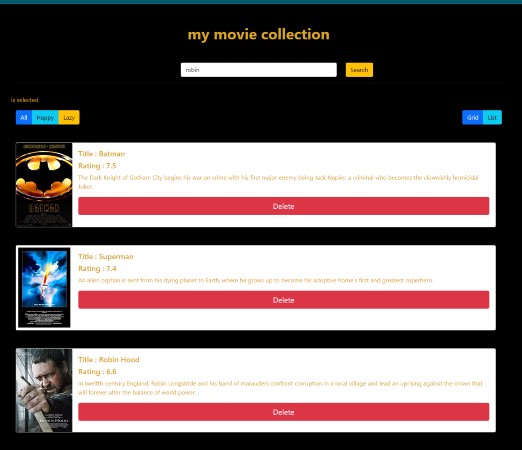 my movie collection
robin
Search
is selected
All
Happy
Lazy
Grid
List
Title : Batman
Rating : 7.5
The Dark Knight of Gotham City begins his war on crime with his first major enemy being Jack Napier, a criminal who becomes the clownishly homicidal
Joker.
Delete
Title : Superman
Rating : 7.4
An alien orphan is sent from his dying planet to Earth, where he grows up to become his adoptive home's first and greatest superhero.
Delete
Title : Robin Hood
Rating : 6.6
In twelfth-century England, Robin Longstride and his band of marauders confront corruption in a local village and lead an uprising against the crown that
will forever alter the balance of world power.
Delete
ROBIN HOOD